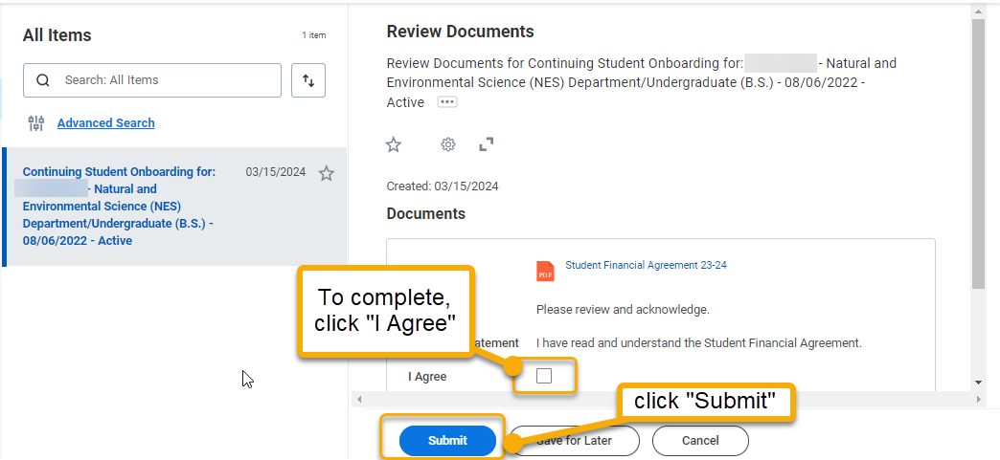 All Items
1 item
Search: All Items
Advanced Search
Continuing Student Onboarding for:
- Natural and
Environmental Science (NES)
Department/Undergraduate (B.S.) -
08/06/2022 - Active
03/15/2024
Review Documents
Review Documents for Continuing Student Onboarding for: - Natural and
Environmental Science (NES) Department/Undergraduate (B.S.) - 08/06/2022 -
Active
Created: 03/15/2024
Documents
PDF
Student Financial Agreement 23-24
Please review and acknowledge.
To complete,
click "I Agree"
atement I have read and understand the Student Financial Agreement.
I Agree
click "Submit"
Submit
Save for Later
Cancel